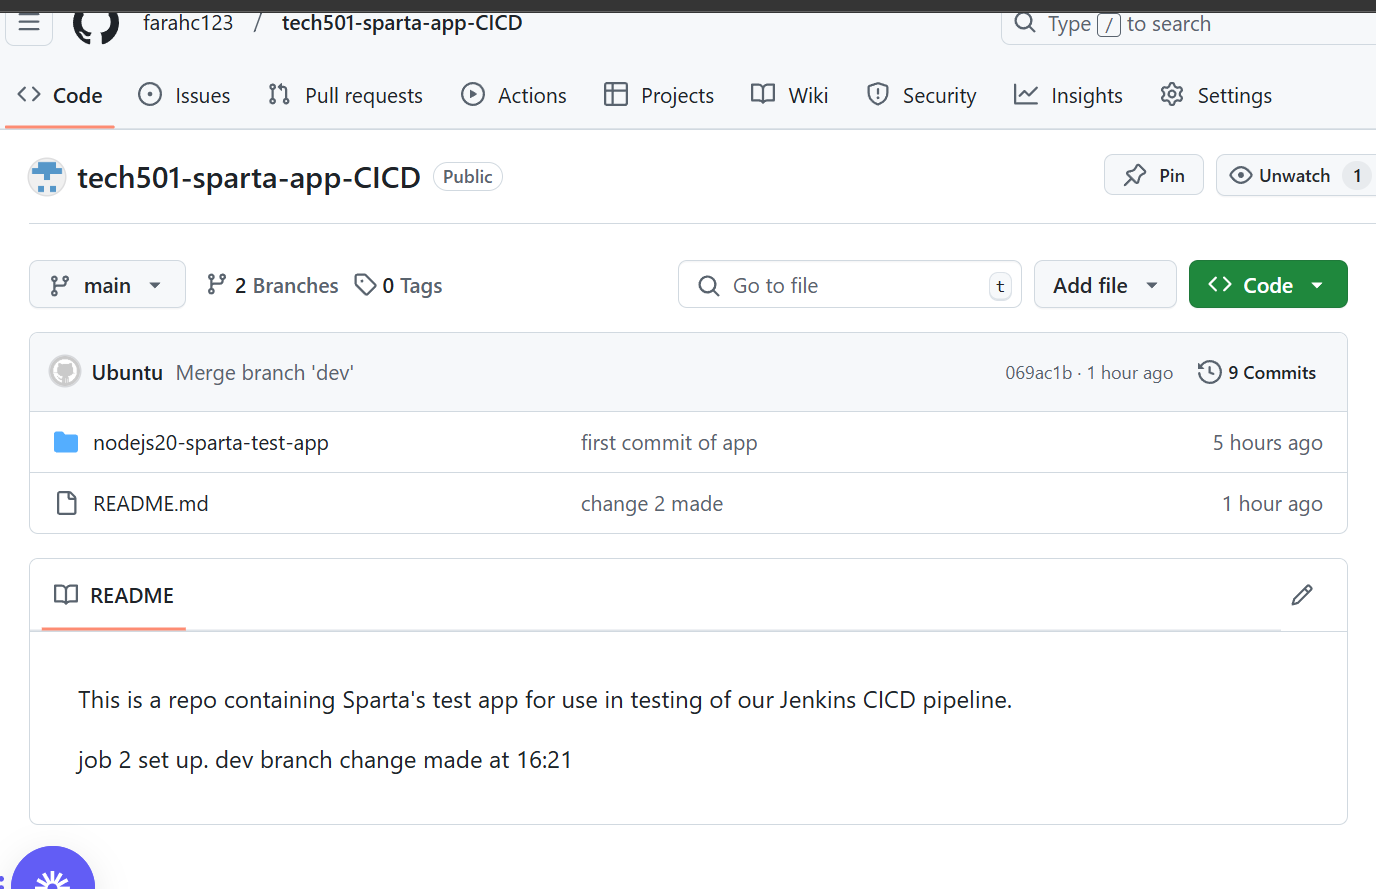 farahc123 / tech501-sparta-app-CICD Type / to search
Code Issues Pull requests Actions Projects Wiki Security Insights Settings
tech501-sparta-app-CICD Public Pin Unwatch 1
main 2 Branches 0 Tags Go to file t Add file Code
Ubuntu Merge branch 'dev' 069ac1b · 1 hour ago 9 Commits
nodejs20-sparta-test-app first commit of app 5 hours ago
README.md change 2 made 1 hour ago
README
This is a repo containing Sparta's test app for use in testing of our Jenkins CICD pipeline.
job 2 set up. dev branch change made at 16:21